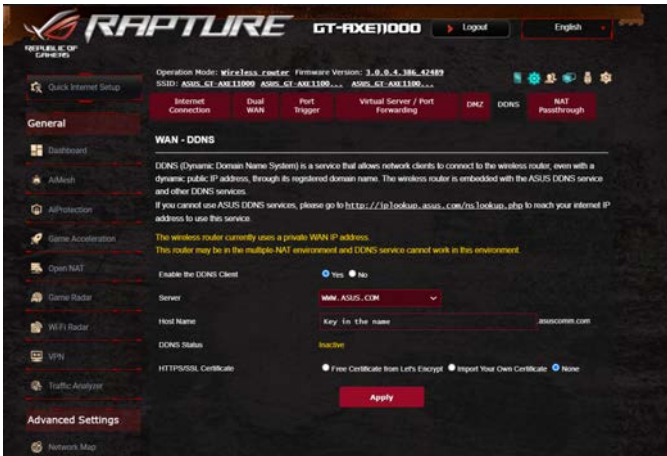 REPUBLIC OF
GAMERS
RAPTURE
GT-AXE11000
Logout
English
Quick Internet Setup
Operation Mode: Wireless router Firmware Version: 3.0.0.4.386_42489
SSID: ASUS_GT-AXE11000 ASUS_GT-AXE1100... ASUS_GT-AXE1100...
General
Dashboard
AiMesh
AiProtection
Game Acceleration
Open NAT
Game Radar
WiFi Radar
VPN
Traffic Analyzer
Advanced Settings
Network Map
Internet Connection
Dual WAN
Port Trigger
Virtual Server / Port Forwarding
DMZ
DDNS
NAT Passthrough
WAN - DDNS
DDNS (Dynamic Domain Name System) is a service that allows network clients to connect to the wireless router, even with a
dynamic public IP address, through its registered domain name. The wireless router is embedded with the ASUS DDNS service
and other DDNS services.
If you cannot use ASUS DDNS services, please go to http://iplookup.asus.com/nslookup.php to reach your internet IP
address to use this service.
The wireless router currently uses a private WAN IP address.
This router may be in the multiple-NAT environment and DDNS service cannot work in this environment.
Enable the DDNS Client Yes No
Server WWW.ASUS.COM
Host Name Key in the name .asuscomm.com
DDNS Status Inactive
HTTPS/SSL Certificate Free Certificate from Let's Encrypt Import Your Own Certificate None
Apply